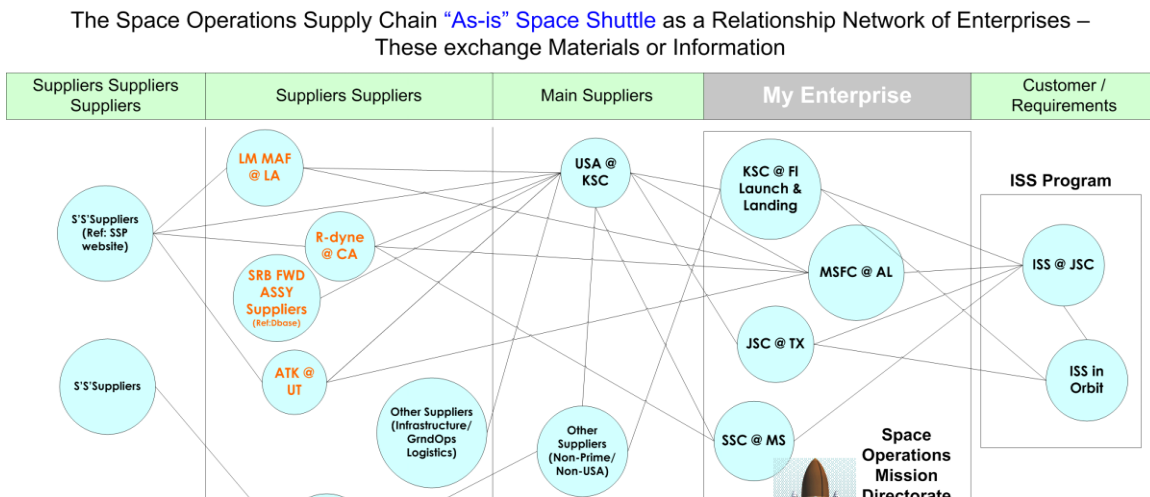 The Space Operations Supply Chain “As-is” Space Shuttle as a Relationship Network of Enterprises –
These exchange Materials or Information
Suppliers Suppliers
Suppliers
Suppliers Suppliers
Main Suppliers
My Enterprise
Customer /
Requirements
LM MAF
@ LA
USA @
KSC
KSC @ Fl
Launch &
Landing
ISS Program
S'S'Suppliers
(Ref: SSP
website)
R-dyne
@ CA
SRB FWD
ASSY
Suppliers
(Ref:Dbase)
MSFC @ AL
ISS @ JSC
JSC @ TX
S'S'Suppliers
ATK @
UT
ISS in
Orbit
Other Suppliers
(Infrastructure/
GrndOps
Logistics)
Other
Suppliers
(Non-Prime/
Non-USA)
SSC @ MS
Space
Operations
Mission
Directorate